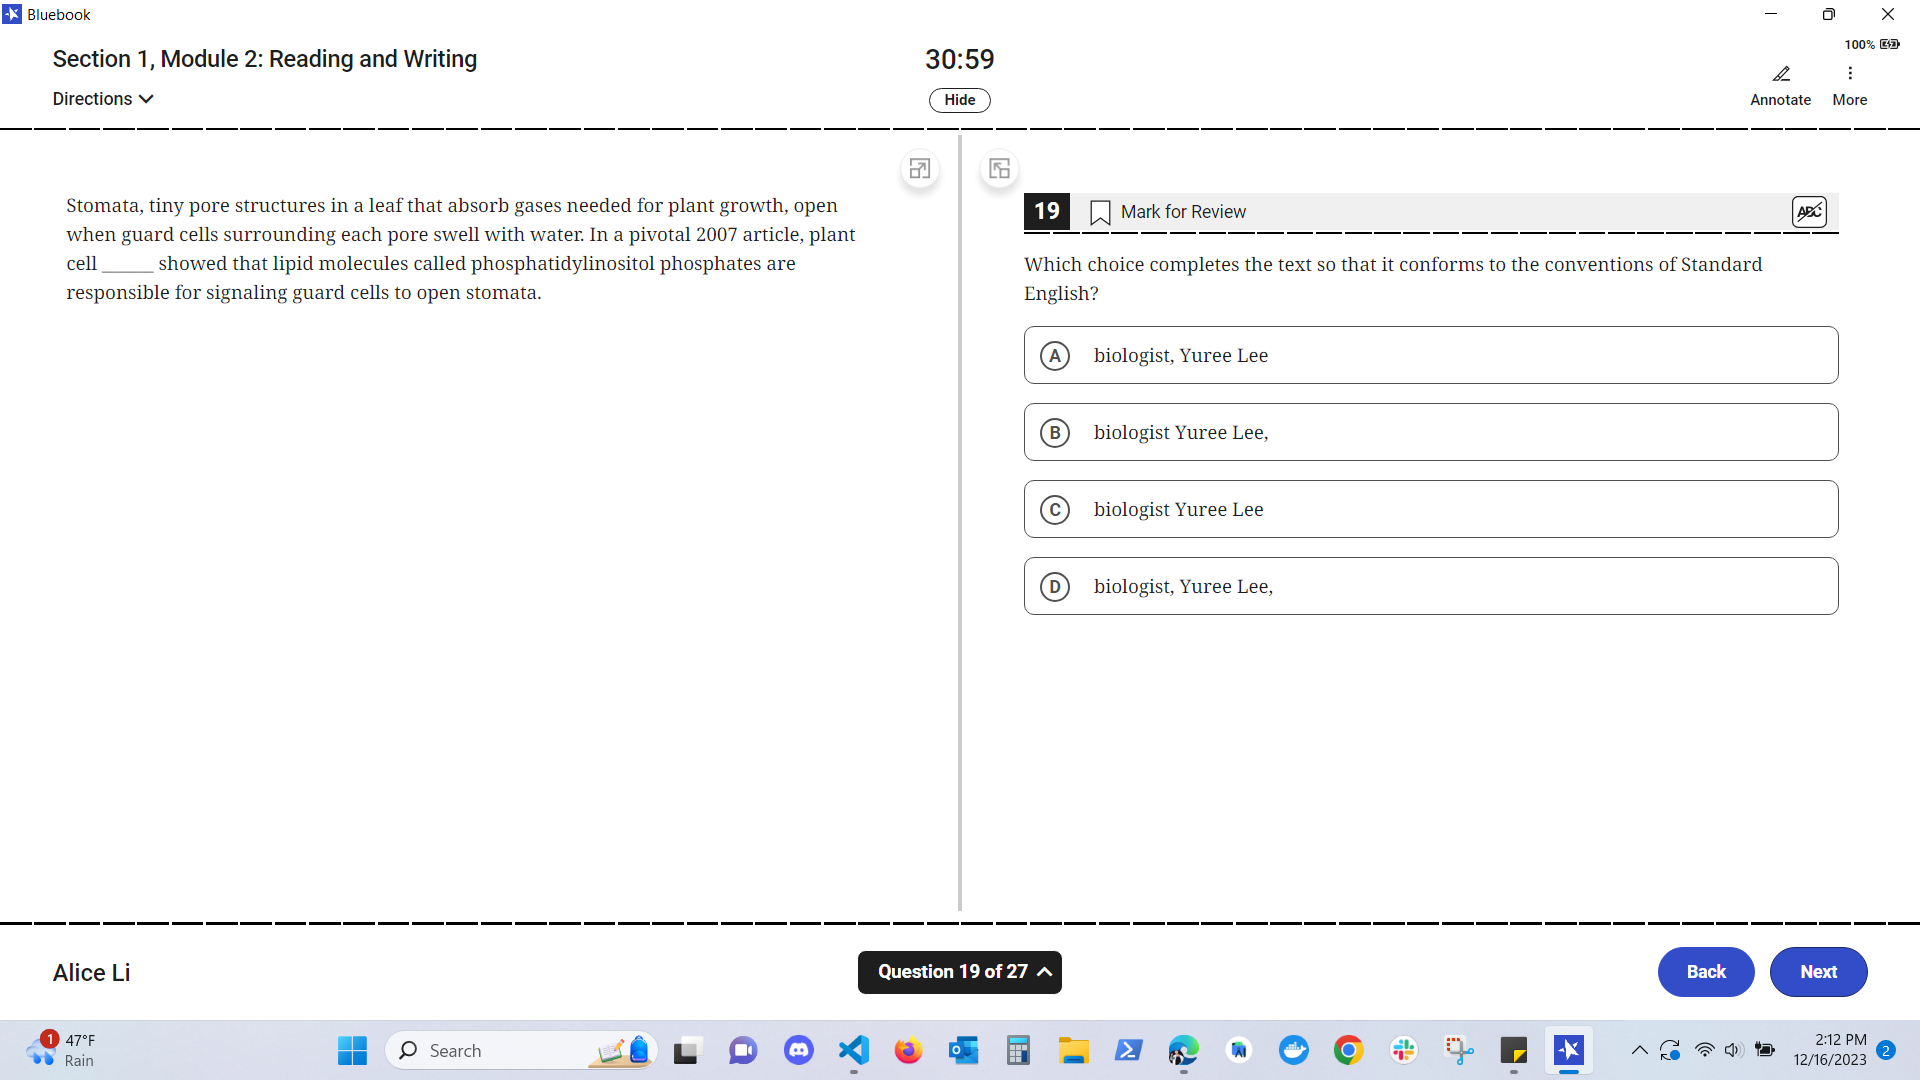 Bluebook
Section 1, Module 2: Reading and Writing
Directions
30:59
Hide
100%
Annotate
More
Stomata, tiny pore structures in a leaf that absorb gases needed for plant growth, open
when guard cells surrounding each pore swell with water. In a pivotal 2007 article, plant
cell ______ showed that lipid molecules called phosphatidylinositol phosphates are
responsible for signaling guard cells to open stomata.
19
Mark for Review
ABC
Which choice completes the text so that it conforms to the conventions of Standard
English?
A biologist, Yuree Lee
B biologist Yuree Lee,
C biologist Yuree Lee
D biologist, Yuree Lee,
Alice Li
Question 19 of 27
Back
Next
1
47°F
Rain
Search
2:12 PM
12/16/2023
2